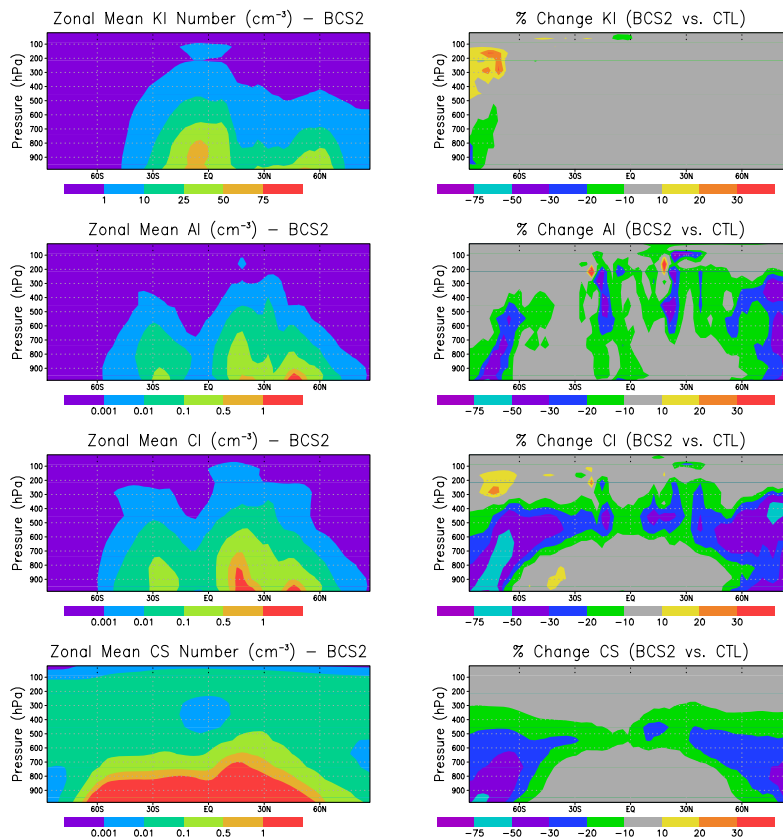 Zonal Mean KI Number (cm⁻³) – BCS2
% Change KI (BCS2 vs. CTL)
Pressure (hPa)
100
200
300
400
500
600
700
800
900
60S 30S EQ 30N 60N
1 10 25 50 75
Pressure (hPa)
100
200
300
400
500
600
700
800
900
60S 30S EQ 30N 60N
−75 −50 −30 −20 −10 10 20 30
Zonal Mean AI (cm⁻³) – BCS2
% Change AI (BCS2 vs. CTL)
Pressure (hPa)
100
200
300
400
500
600
700
800
900
60S 30S EQ 30N 60N
0.001 0.01 0.1 0.5 1
Pressure (hPa)
100
200
300
400
500
600
700
800
900
60S 30S EQ 30N 60N
−75 −50 −30 −20 −10 10 20 30
Zonal Mean CI (cm⁻³) – BCS2
% Change CI (BCS2 vs. CTL)
Pressure (hPa)
100
200
300
400
500
600
700
800
900
60S 30S EQ 30N 60N
0.001 0.01 0.1 0.5 1
Pressure (hPa)
100
200
300
400
500
600
700
800
900
60S 30S EQ 30N 60N
−75 −50 −30 −20 −10 10 20 30
Zonal Mean CS Number (cm⁻³) – BCS2
% Change CS (BCS2 vs. CTL)
Pressure (hPa)
100
200
300
400
500
600
700
800
900
60S 30S EQ 30N 60N
0.001 0.01 0.1 0.5 1
Pressure (hPa)
100
200
300
400
500
600
700
800
900
60S 30S EQ 30N 60N
−75 −50 −30 −20 −10 10 20 30